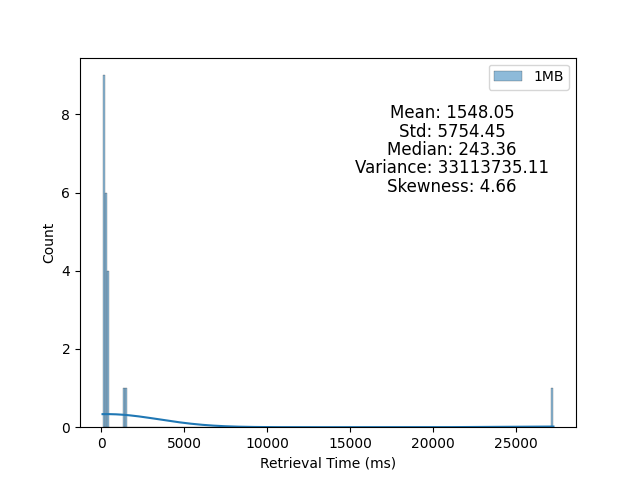 1MB
Mean: 1548.05
Std: 5754.45
Median: 243.36
Variance: 33113735.11
Skewness: 4.66
8
6
4
2
0
Count
0 5000 10000 15000 20000 25000
Retrieval Time (ms)